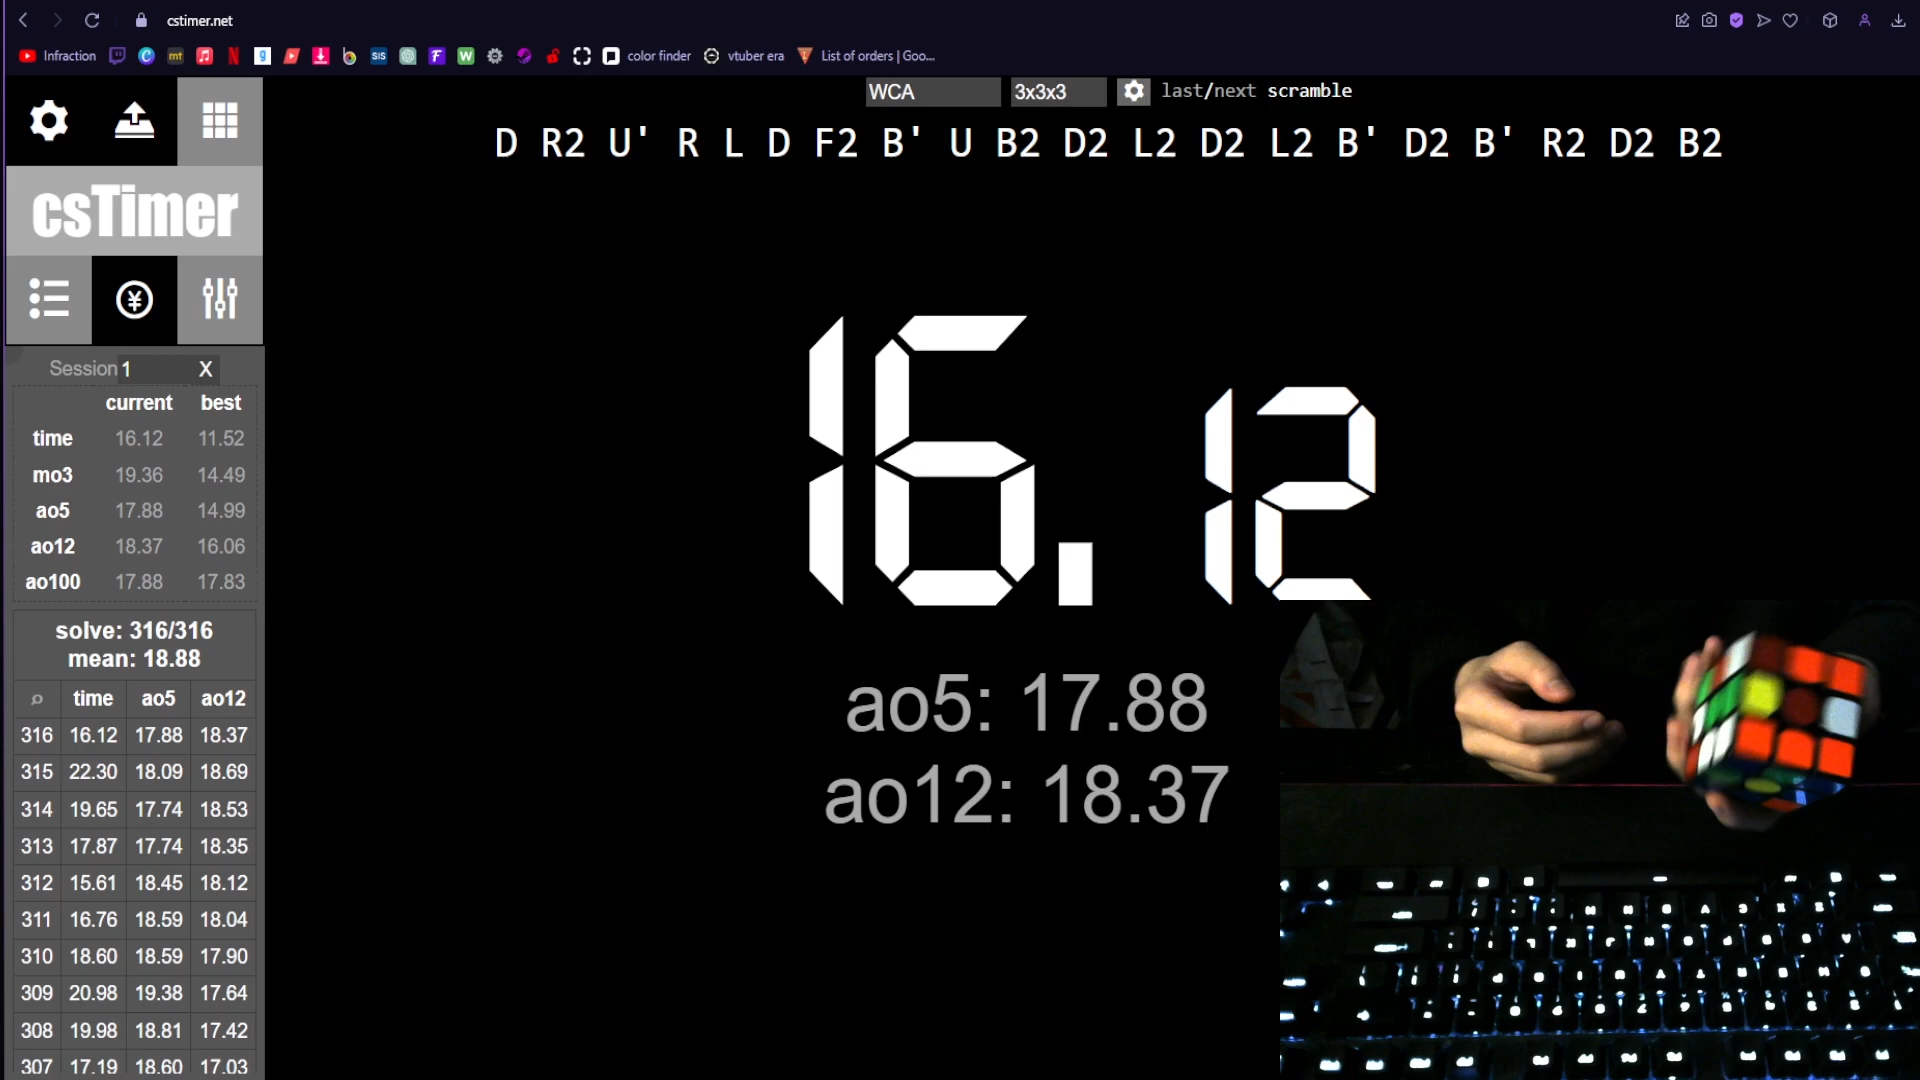 cstimer.net
Infraction
mt
g
SIS
F
W
color finder
vtuber era
List of orders | Goo...
WCA
3x3x3
last/next scramble
D R2 U' R L D F2 B' U B2 D2 L2 D2 L2 B' D2 B' R2 D2 B2
csTimer
Session 1 X
current best
time 16.12 11.52
mo3 19.36 14.49
ao5 17.88 14.99
ao12 18.37 16.06
ao100 17.88 17.83
solve: 316/316
mean: 18.88
time ao5 ao12
316 16.12 17.88 18.37
315 22.30 18.09 18.69
314 19.65 17.74 18.53
313 17.87 17.74 18.35
312 15.61 18.45 18.12
311 16.76 18.59 18.04
310 18.60 18.59 17.90
309 20.98 19.38 17.64
308 19.98 18.81 17.42
307 17.19 18.60 17.03
16.12
ao5: 17.88
ao12: 18.37